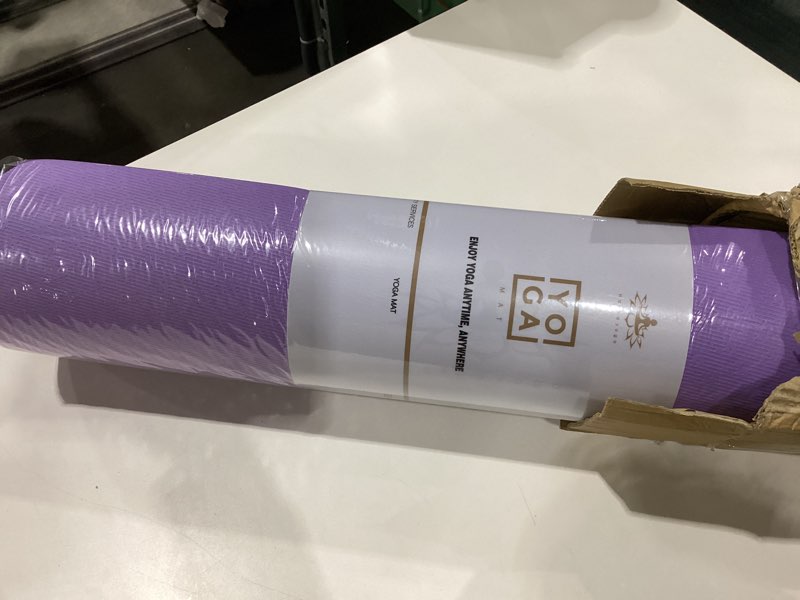 YO
GA
MAT
ENJOY YOGA ANYTIME, ANYWHERE
SERVICES
YOGA MAT